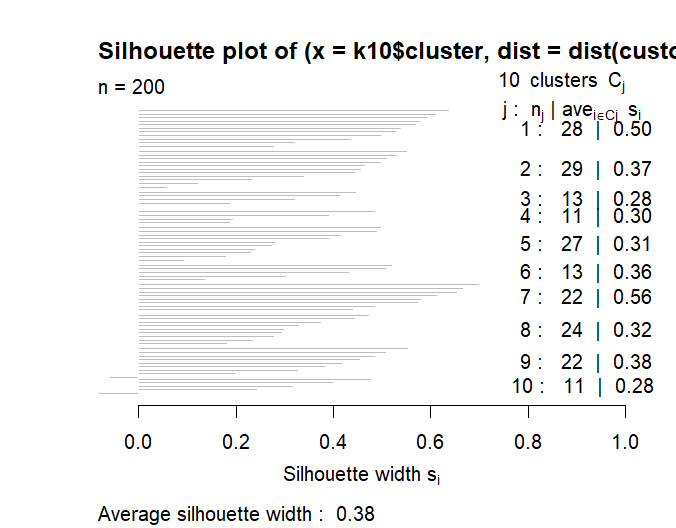 Silhouette plot of (x = k10$cluster, dist = dist(custo
n = 200
10 clusters Cj
j : nj | avei∈Cj si
1 : 28 | 0.50
2 : 29 | 0.37
3 : 13 | 0.28
4 : 11 | 0.30
5 : 27 | 0.31
6 : 13 | 0.36
7 : 22 | 0.56
8 : 24 | 0.32
9 : 22 | 0.38
10 : 11 | 0.28
0.0 0.2 0.4 0.6 0.8 1.0
Silhouette width si
Average silhouette width : 0.38